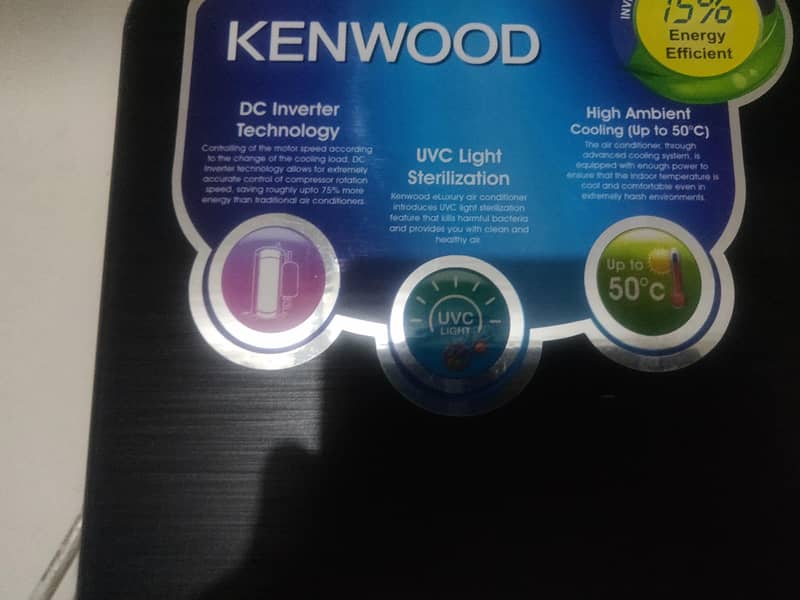 KENWOOD
INV
75%
Energy
Efficient
DC Inverter
Technology
Controlling of the motor speed according
to the change of the cooling load, DC
Inverter technology allows for extremely
accurate control of compressor rotation
speed, saving roughly upto 75% more
energy than traditional air conditioners.
UVC Light
Sterilization
Kenwood eLuxury air conditioner
introduces UVC light sterilization
feature that kills harmful bacteria
and provides you with clean and
healthy air.
High Ambient
Cooling (Up to 50°C)
The air conditioner, through
advanced cooling system, is
equipped with enough power to
ensure that the indoor temperature is
cool and comfortable even in
extremely harsh environments.
UVC
LIGHT
Up to
50°c